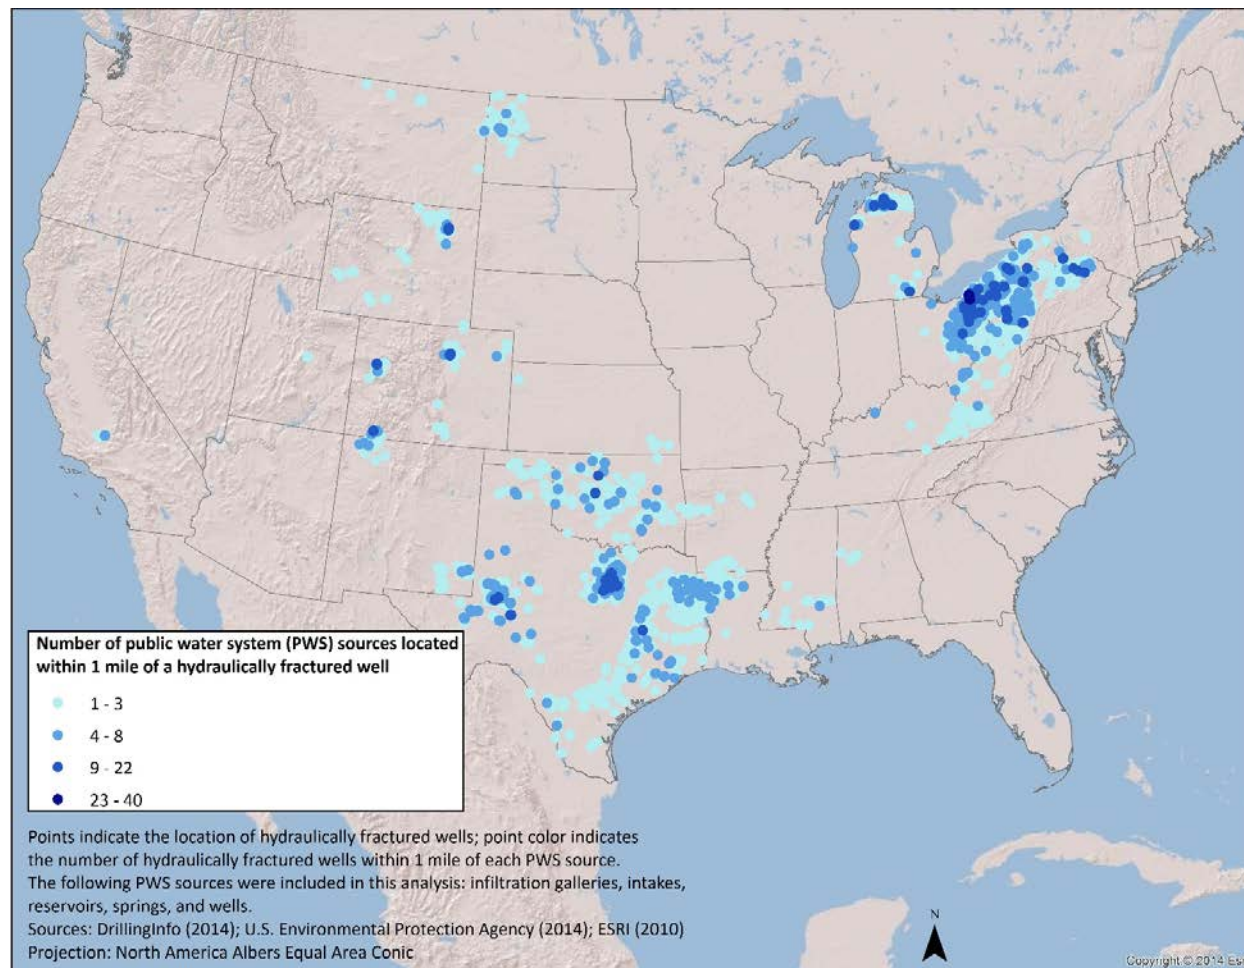 Number of public water system (PWS) sources located
within 1 mile of a hydraulically fractured well
1 - 3
4 - 8
9 - 22
23 - 40
Points indicate the location of hydraulically fractured wells; point color indicates
the number of hydraulically fractured wells within 1 mile of each PWS source.
The following PWS sources were included in this analysis: infiltration galleries, intakes,
reservoirs, springs, and wells.
Sources: DrillingInfo (2014); U.S. Environmental Protection Agency (2014); ESRI (2010)
Projection: North America Albers Equal Area Conic
N
Copyright © 2014 Esr